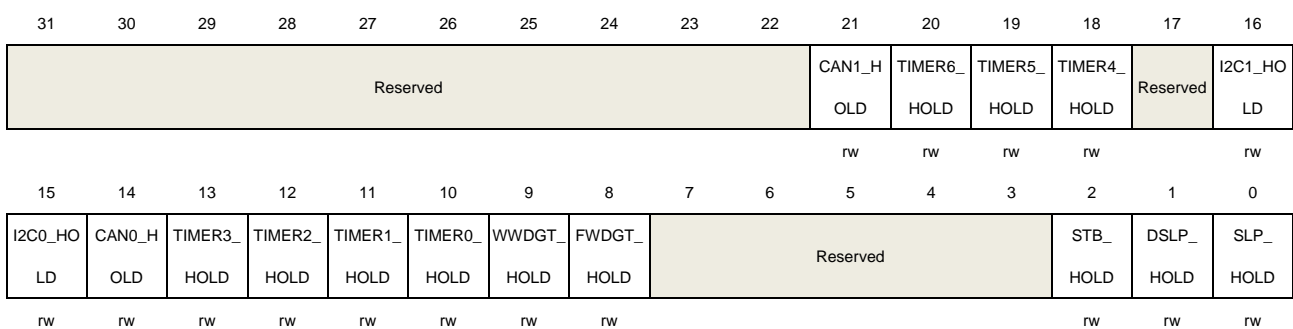 31 30 29 28 27 26 25 24 23 22 21 20 19 18 17 16
Reserved CAN1_H TIMER6_ TIMER5_ TIMER4_ Reserved I2C1_HO
OLD HOLD HOLD HOLD LD
rw rw rw rw rw
15 14 13 12 11 10 9 8 7 6 5 4 3 2 1 0
I2C0_HO CAN0_H TIMER3_ TIMER2_ TIMER1_ TIMER0_ WWDGT_ FWDGT_ Reserved STB_ DSLP_ SLP_
LD OLD HOLD HOLD HOLD HOLD HOLD HOLD HOLD HOLD HOLD
rw rw rw rw rw rw rw rw rw rw rw